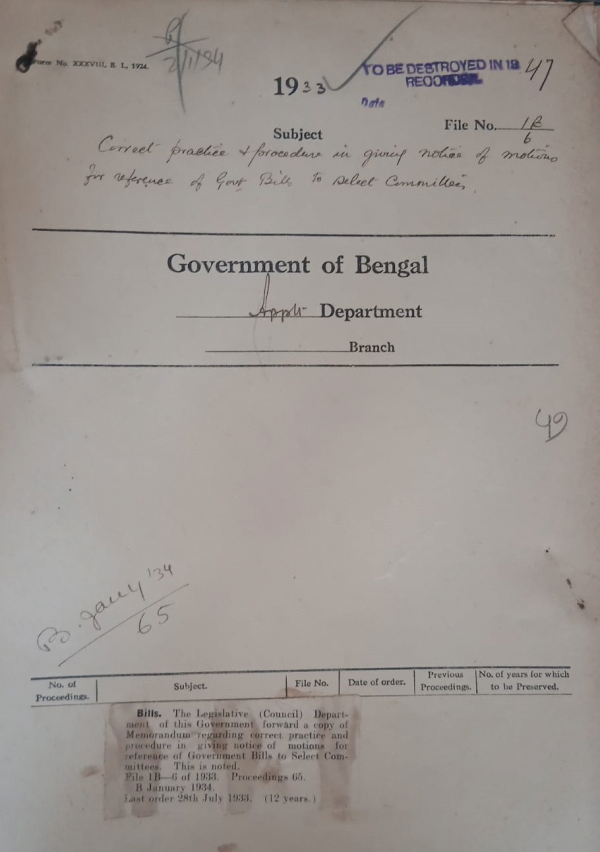 Form No. XXXVIII, B. I., 1924.
B
2/1/34
1933
TO BE DESTROYED IN 19 47
RECORDER.
Date
File No. 1B/6
Subject
Correct practice & procedure in giving notice of motions
for reference of Govt Bills to select Committees.
Government of Bengal
Appt Department
Branch
49
B. Jany '34
65
No. of Proceedings. Subject. File No. Date of order. Previous Proceedings. No. of years for which to be Preserved.
Bills. The Legislative (Council) Depart-
ment of this Government forward a copy of
Memorandum regarding correct practice and
procedure in giving notice of motions for
reference of Government Bills to Select Com-
mittees. This is noted.
File 1B—6 of 1933. Proceedings 65.
B January 1934.
Last order 28th July 1933. (12 years.)